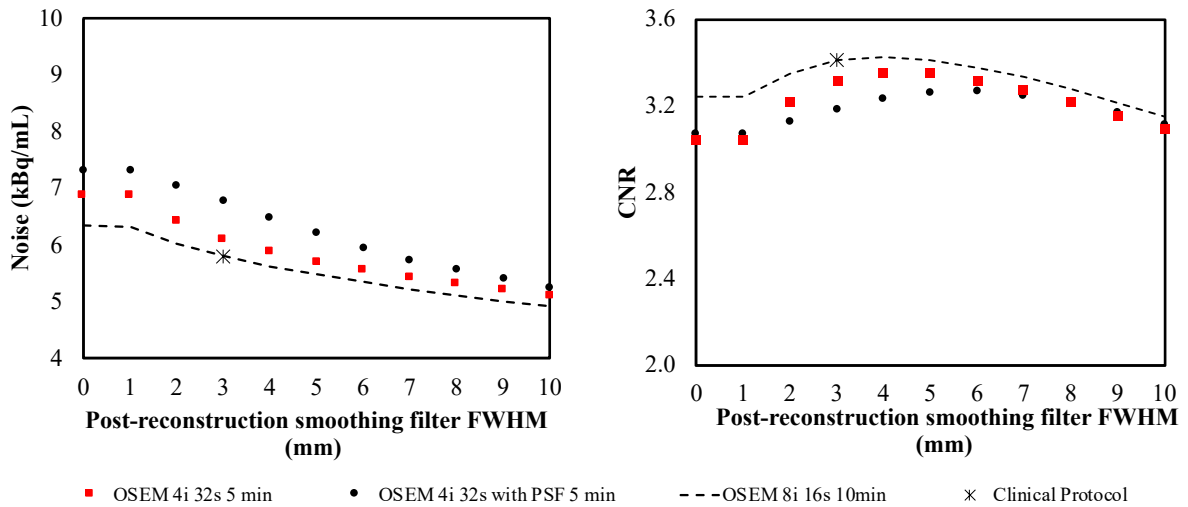 10
9
8
7
6
5
4
Noise (kBq/mL)
0 1 2 3 4 5 6 7 8 9 10
Post-reconstruction smoothing filter FWHM
(mm)
3.6
3.2
2.8
2.4
2.0
CNR
0 1 2 3 4 5 6 7 8 9 10
Post-reconstruction smoothing filter FWHM
(mm)
OSEM 4i 32s 5 min
OSEM 4i 32s with PSF 5 min
OSEM 8i 16s 10min
Clinical Protocol